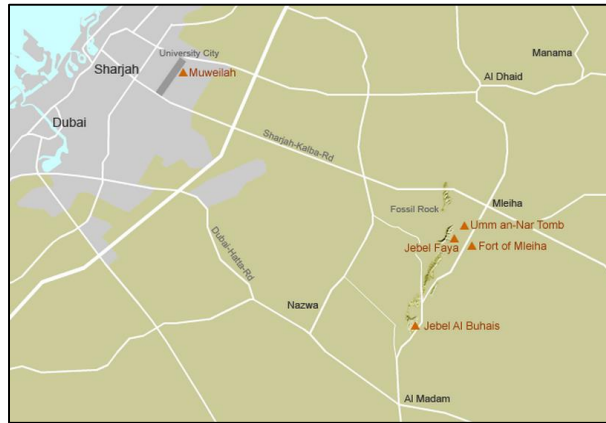 University City
Manama
Sharjah
Muweilah
Al Dhaid
Dubai
Sharjah-Kalba-Rd
Mleiha
Fossil Rock
Umm an-Nar Tomb
Jebel Faya
Fort of Mleiha
Dubai-Hatta-Rd
Nazwa
Jebel Al Buhais
Al Madam